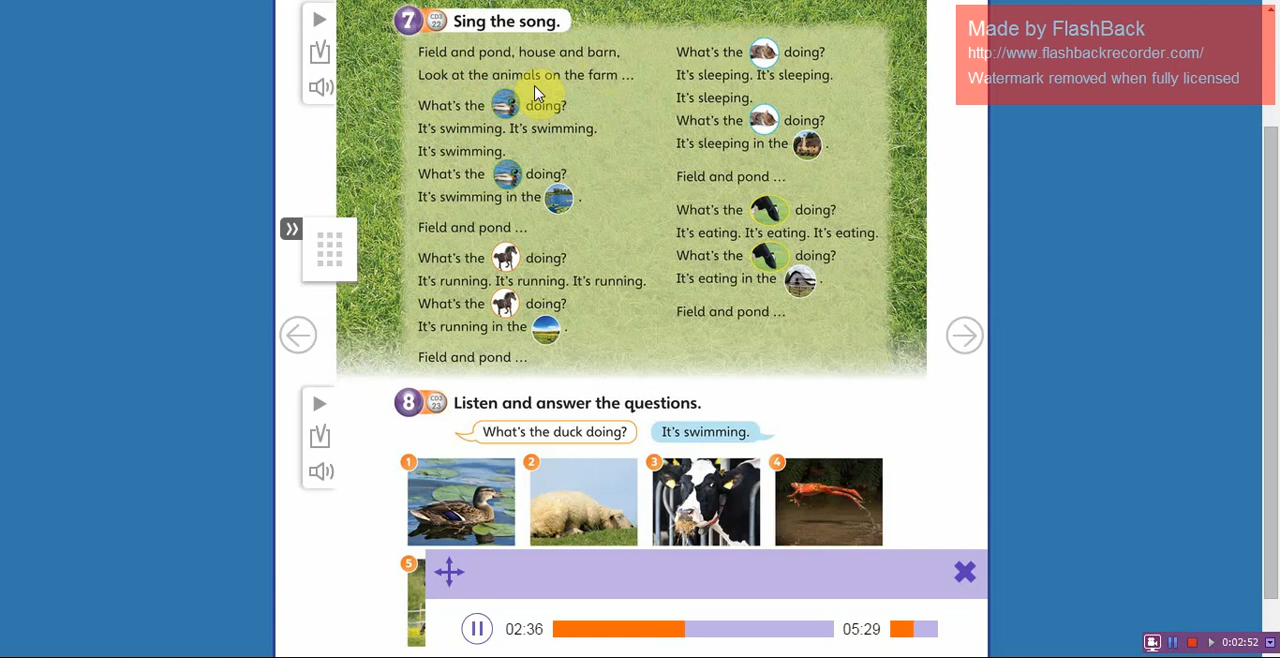 7 CD3 22 Sing the song.
Field and pond, house and barn,
Look at the animals on the farm ...
What's the doing?
It's swimming. It's swimming.
It's swimming.
What's the doing?
It's swimming in the .
Field and pond ...
What's the doing?
It's running. It's running. It's running.
What's the doing?
It's running in the .
Field and pond ...
What's the doing?
It's sleeping. It's sleeping.
It's sleeping.
What's the doing?
It's sleeping in the .
Field and pond ...
What's the doing?
It's eating. It's eating. It's eating.
What's the doing?
It's eating in the .
Field and pond ...
8 CD3 23 Listen and answer the questions.
What's the duck doing? It's swimming.
1 2 3 4
5
02:36 05:29
Made by FlashBack
http://www.flashbackrecorder.com/
Watermark removed when fully licensed
0:02:52